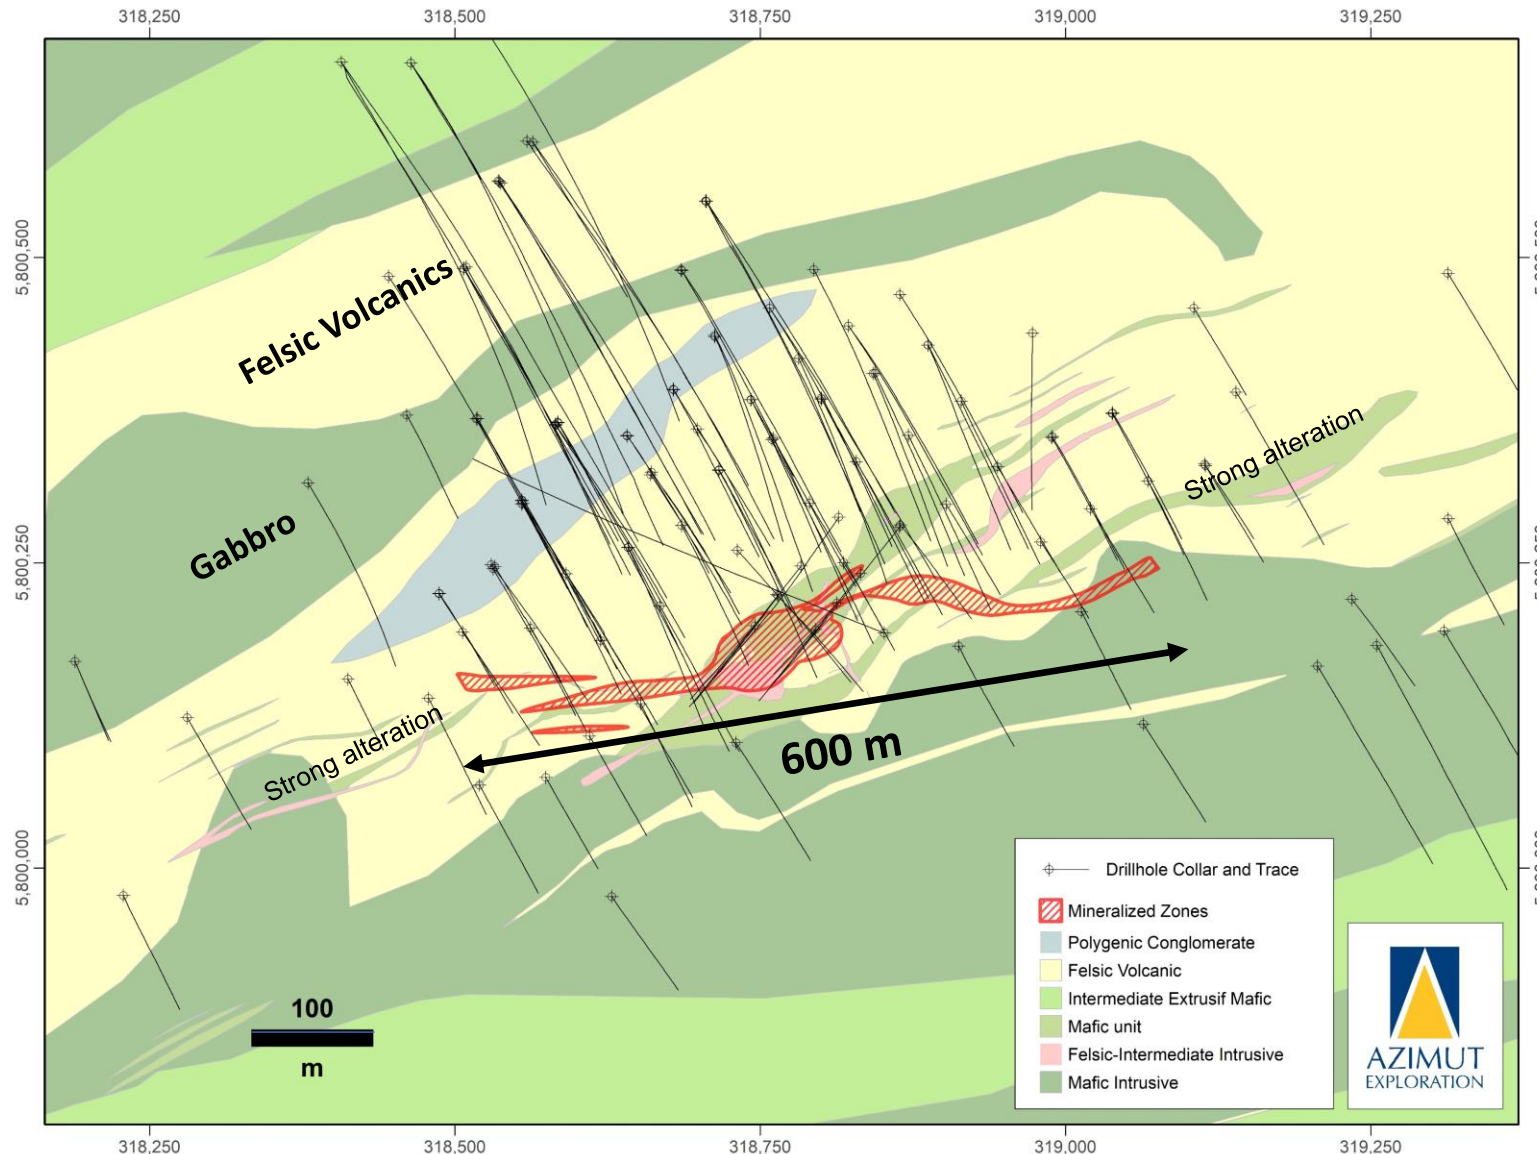 318,250 318,500 318,750 319,000 319,250
5,800,500
5,800,250
5,800,000
Felsic Volcanics
Gabbro
Strong alteration
Strong alteration
600 m
100
m
Drillhole Collar and Trace
Mineralized Zones
Polygenic Conglomerate
Felsic Volcanic
Intermediate Extrusif Mafic
Mafic unit
Felsic-Intermediate Intrusive
Mafic Intrusive
AZIMUT
EXPLORATION
318,250 318,500 318,750 319,000 319,250